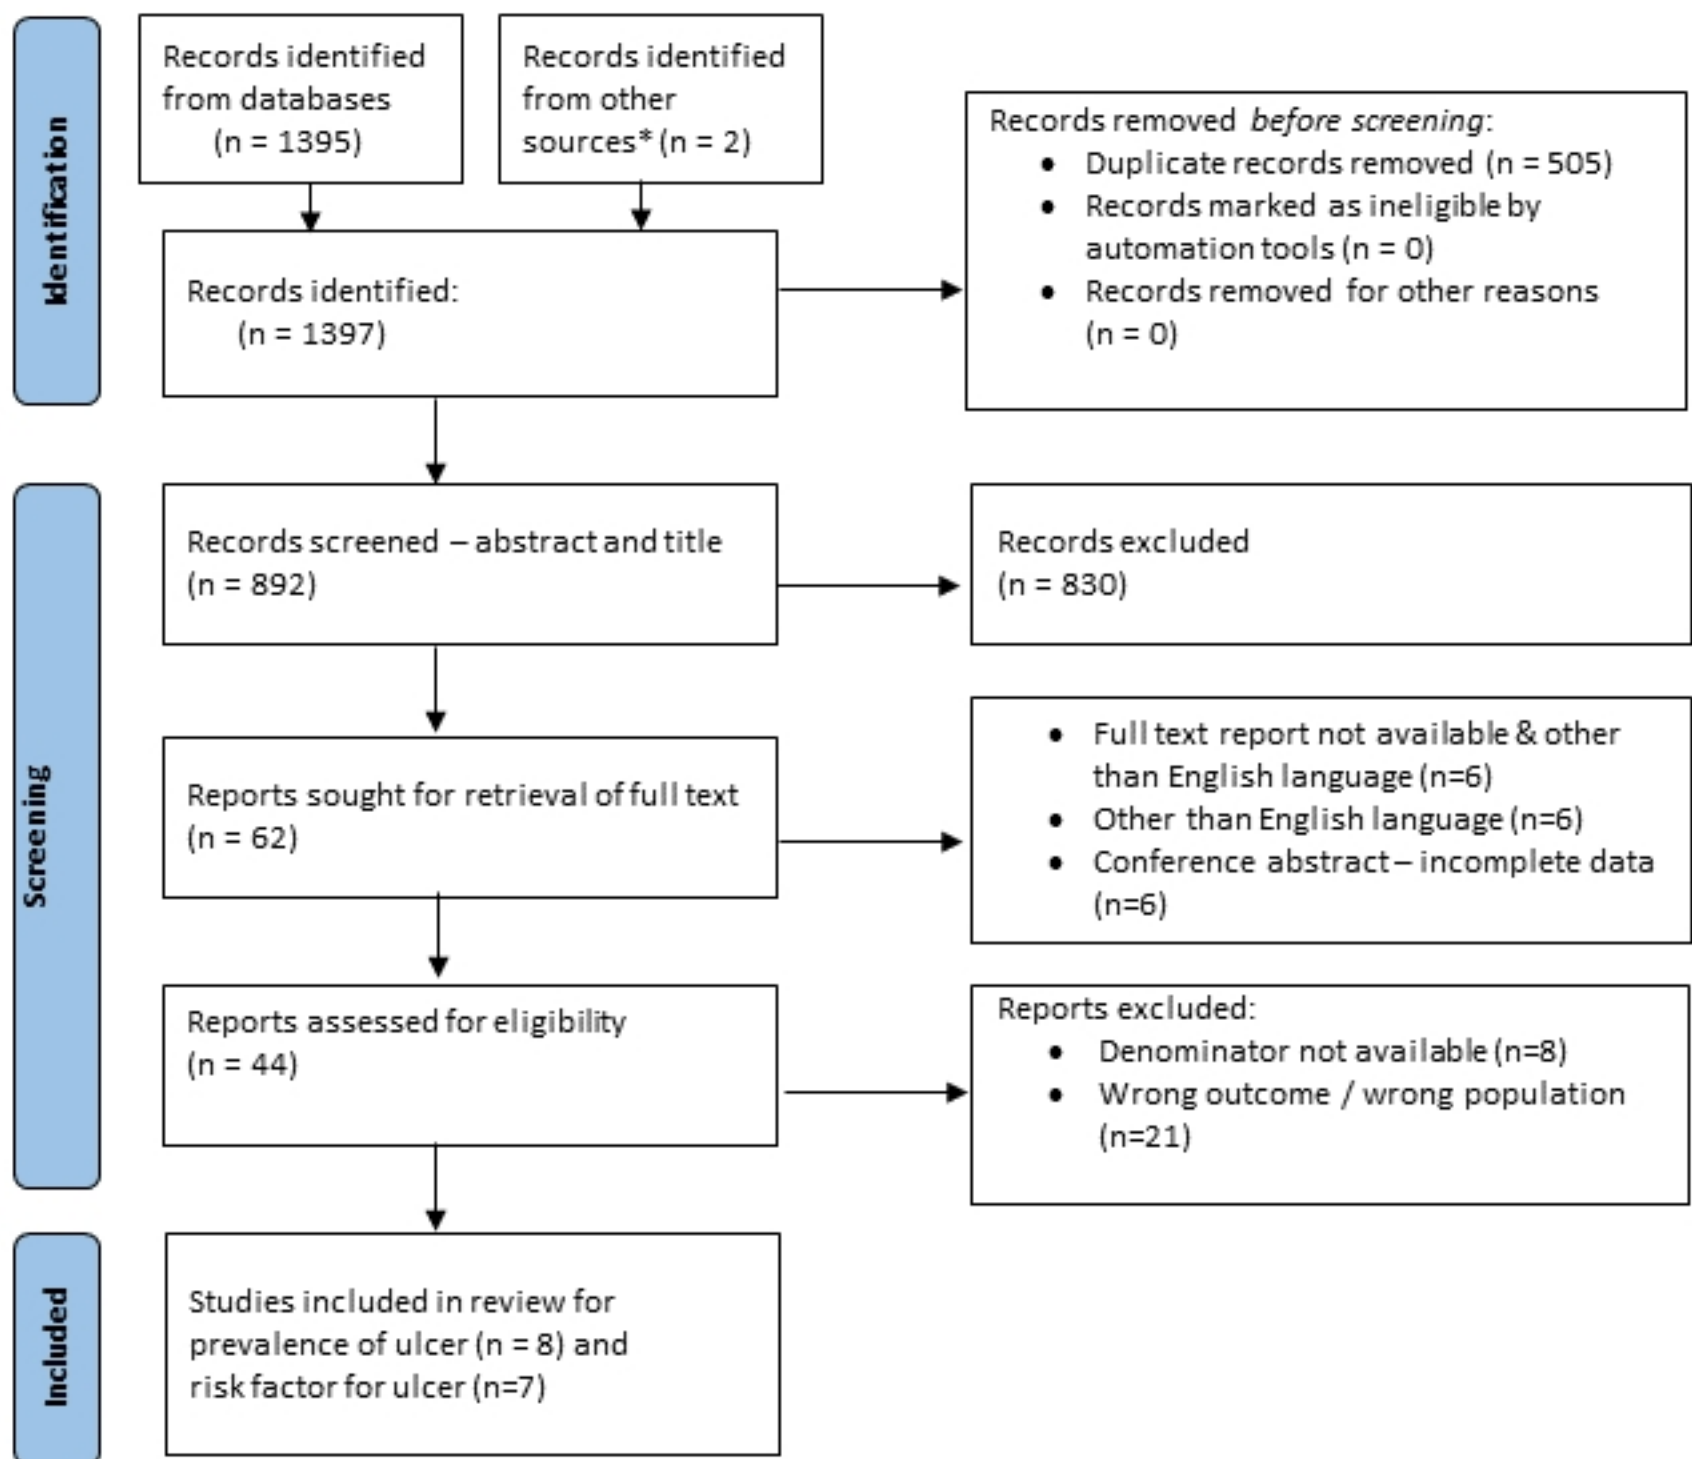 Identification
Records identified
from databases
(n = 1395)
Records identified
from other
sources* (n = 2)
Records removed before screening:
• Duplicate records removed (n = 505)
• Records marked as ineligible by
automation tools (n = 0)
• Records removed for other reasons
(n = 0)
Records identified:
(n = 1397)
Screening
Records screened – abstract and title
(n = 892)
Records excluded
(n = 830)
Reports sought for retrieval of full text
(n = 62)
• Full text report not available & other
than English language (n=6)
• Other than English language (n=6)
• Conference abstract – incomplete data
(n=6)
Reports assessed for eligibility
(n = 44)
Reports excluded:
• Denominator not available (n=8)
• Wrong outcome / wrong population
(n=21)
Included
Studies included in review for
prevalence of ulcer (n = 8) and
risk factor for ulcer (n=7)